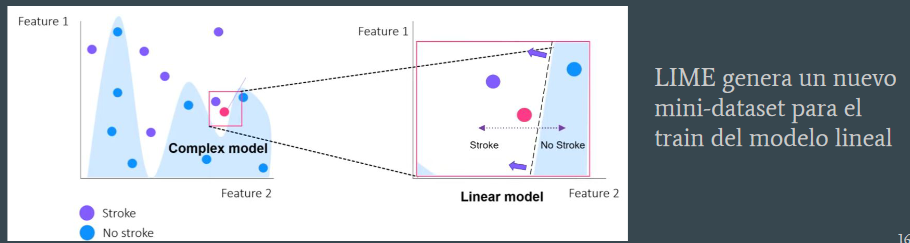 Feature 1
Complex model
Feature 2
Stroke
No stroke
Feature 1
Stroke
No Stroke
Linear model
Feature 2
LIME genera un nuevo
mini-dataset para el
train del modelo lineal
16